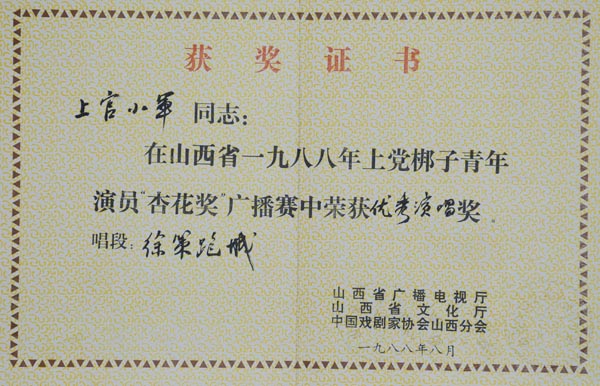 获奖证书
上官小軍 同志:
在山西省一九八八年上党梆子青年
演员“杏花奖”广播赛中荣获优秀演唱奖。
唱段:徐策跑城
山西省广播电视厅
山西省文化厅
中国戏剧家协会山西分会
一九八八年八月